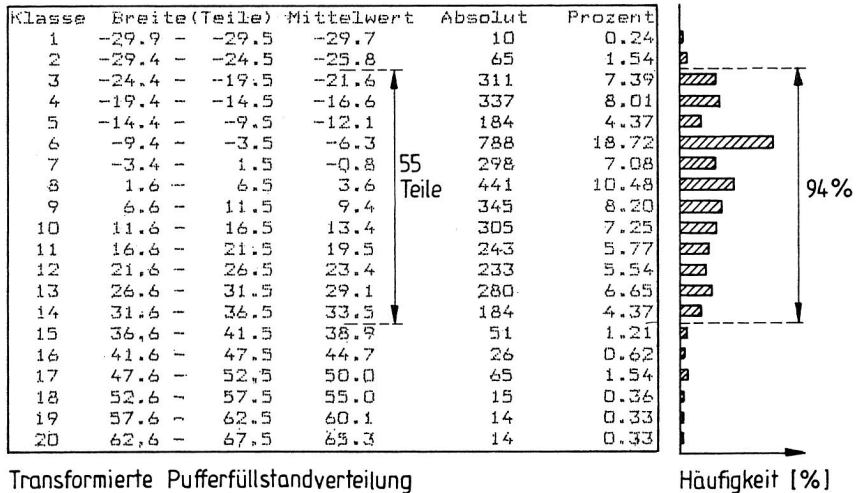 Klasse Breite(Teile) Mittelwert Absolut Prozent
1 -29.9 - -29.5 -29.7 10 0.24
2 -29.4 - -24.5 -25.8 65 1.54
3 -24.4 - -19.5 -21.6 311 7.39
4 -19.4 - -14.5 -16.6 337 8.01
5 -14.4 - -9.5 -12.1 184 4.37
6 -9.4 - -3.5 -6.3 788 18.72
7 -3.4 - 1.5 -0.8 298 7.08
8 1.6 - 6.5 3.6 441 10.48
9 6.6 - 11.5 9.4 345 8.20
10 11.6 - 16.5 13.4 305 7.25
11 16.6 - 21.5 19.5 243 5.77
12 21.6 - 26.5 23.4 233 5.54
13 26.6 - 31.5 29.1 280 6.65
14 31.6 - 36.5 33.5 184 4.37
15 36.6 - 41.5 38.9 51 1.21
16 41.6 - 47.5 44.7 26 0.62
17 47.6 - 52.5 50.0 65 1.54
18 52.6 - 57.5 55.0 15 0.36
19 57.6 - 62.5 60.1 14 0.33
20 62.6 - 67.5 65.3 14 0.33
55
Teile
94%
Transformierte Pufferfüllstandverteilung
Häufigkeit [%]